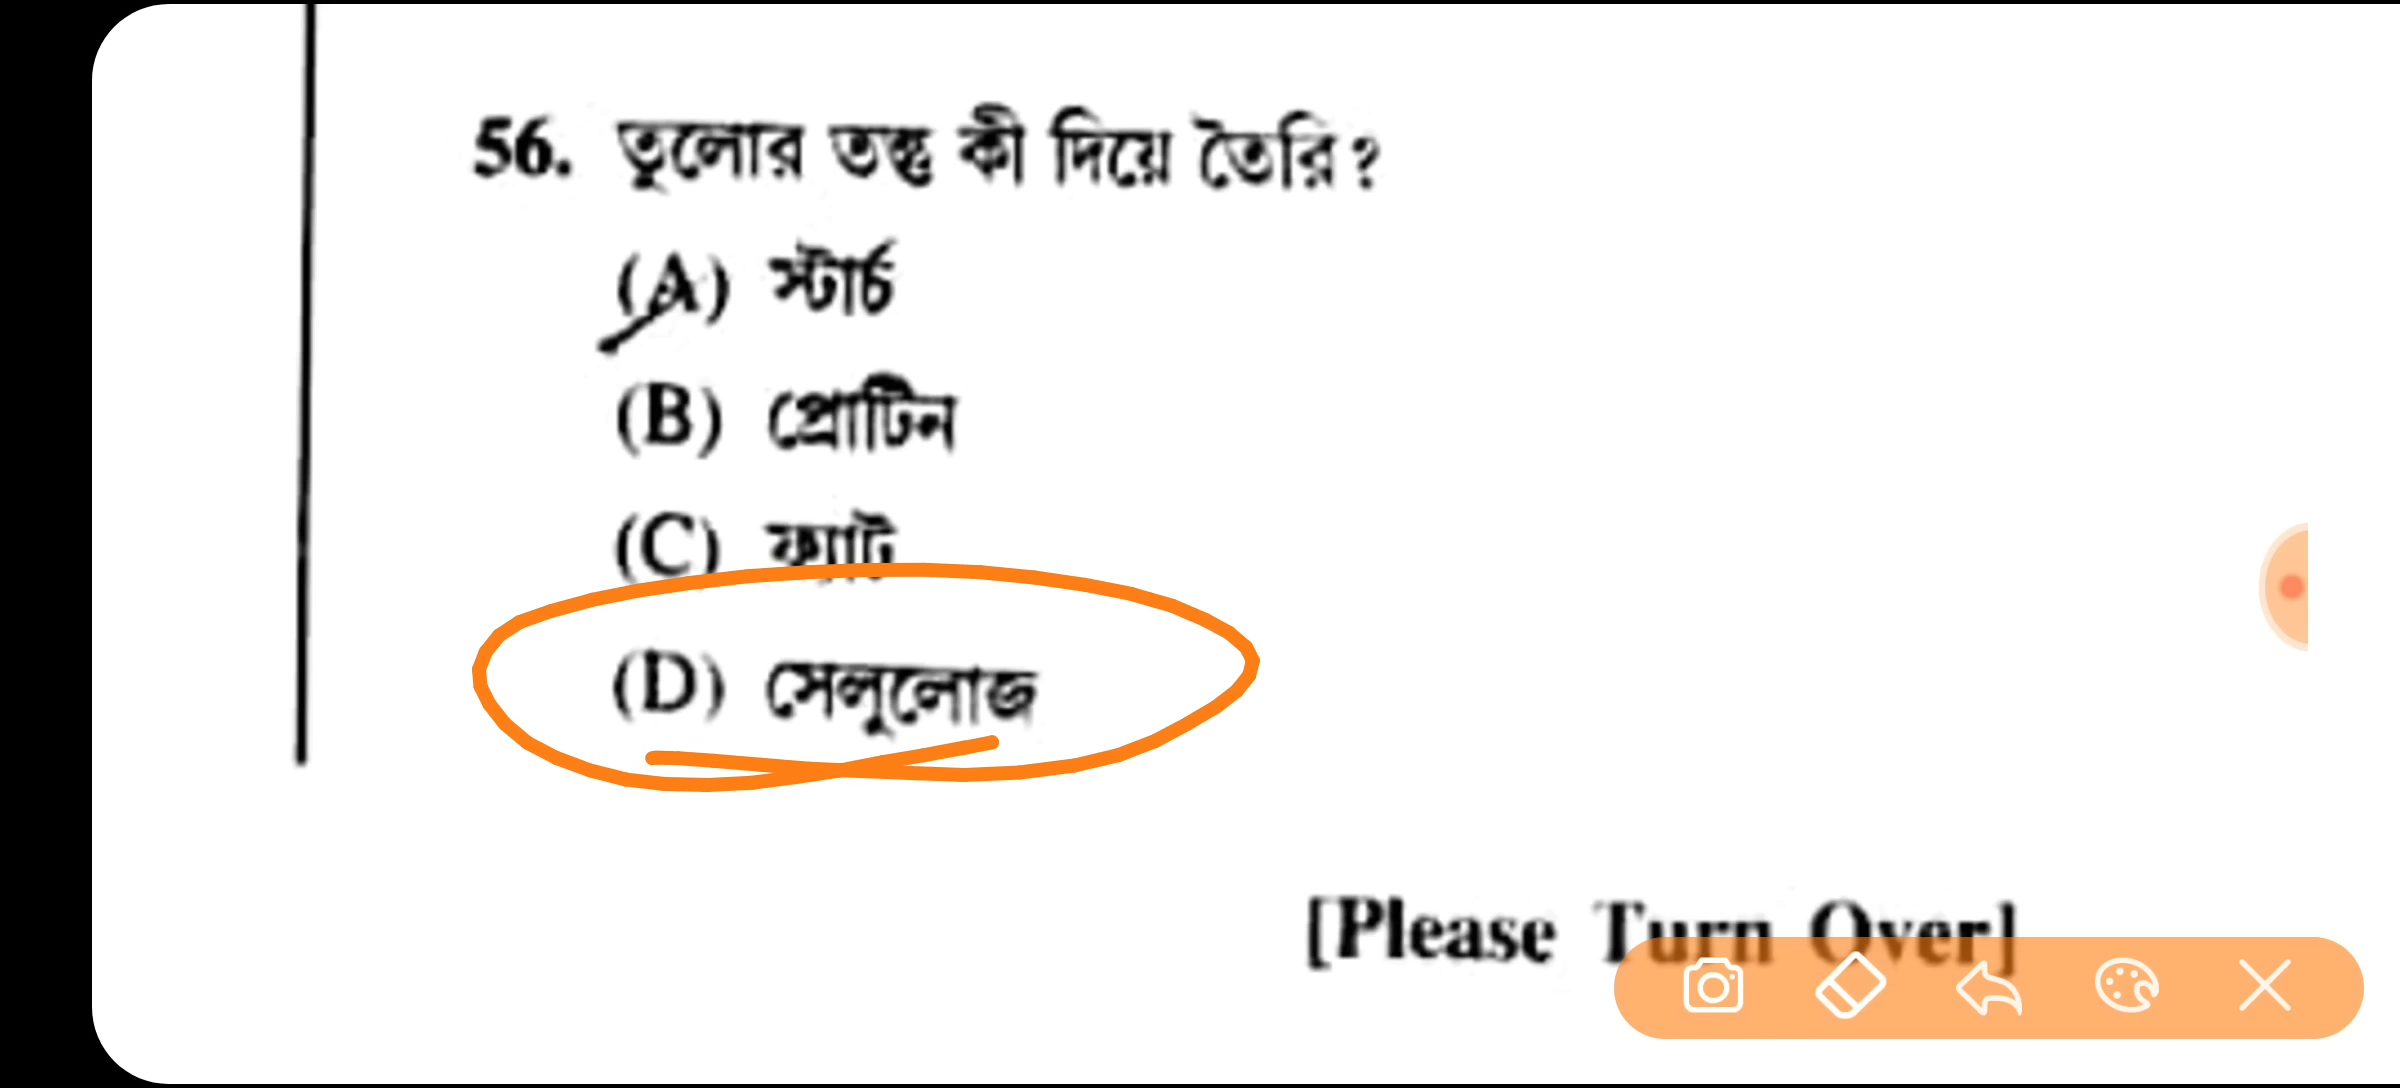 56. তুলোর তন্তু কী দিয়ে তৈরি?
(A) স্টার্চ
(B) প্রোটিন
(C) ফ্যাট
(D) সেলুলোজ
[Please Turn Over]